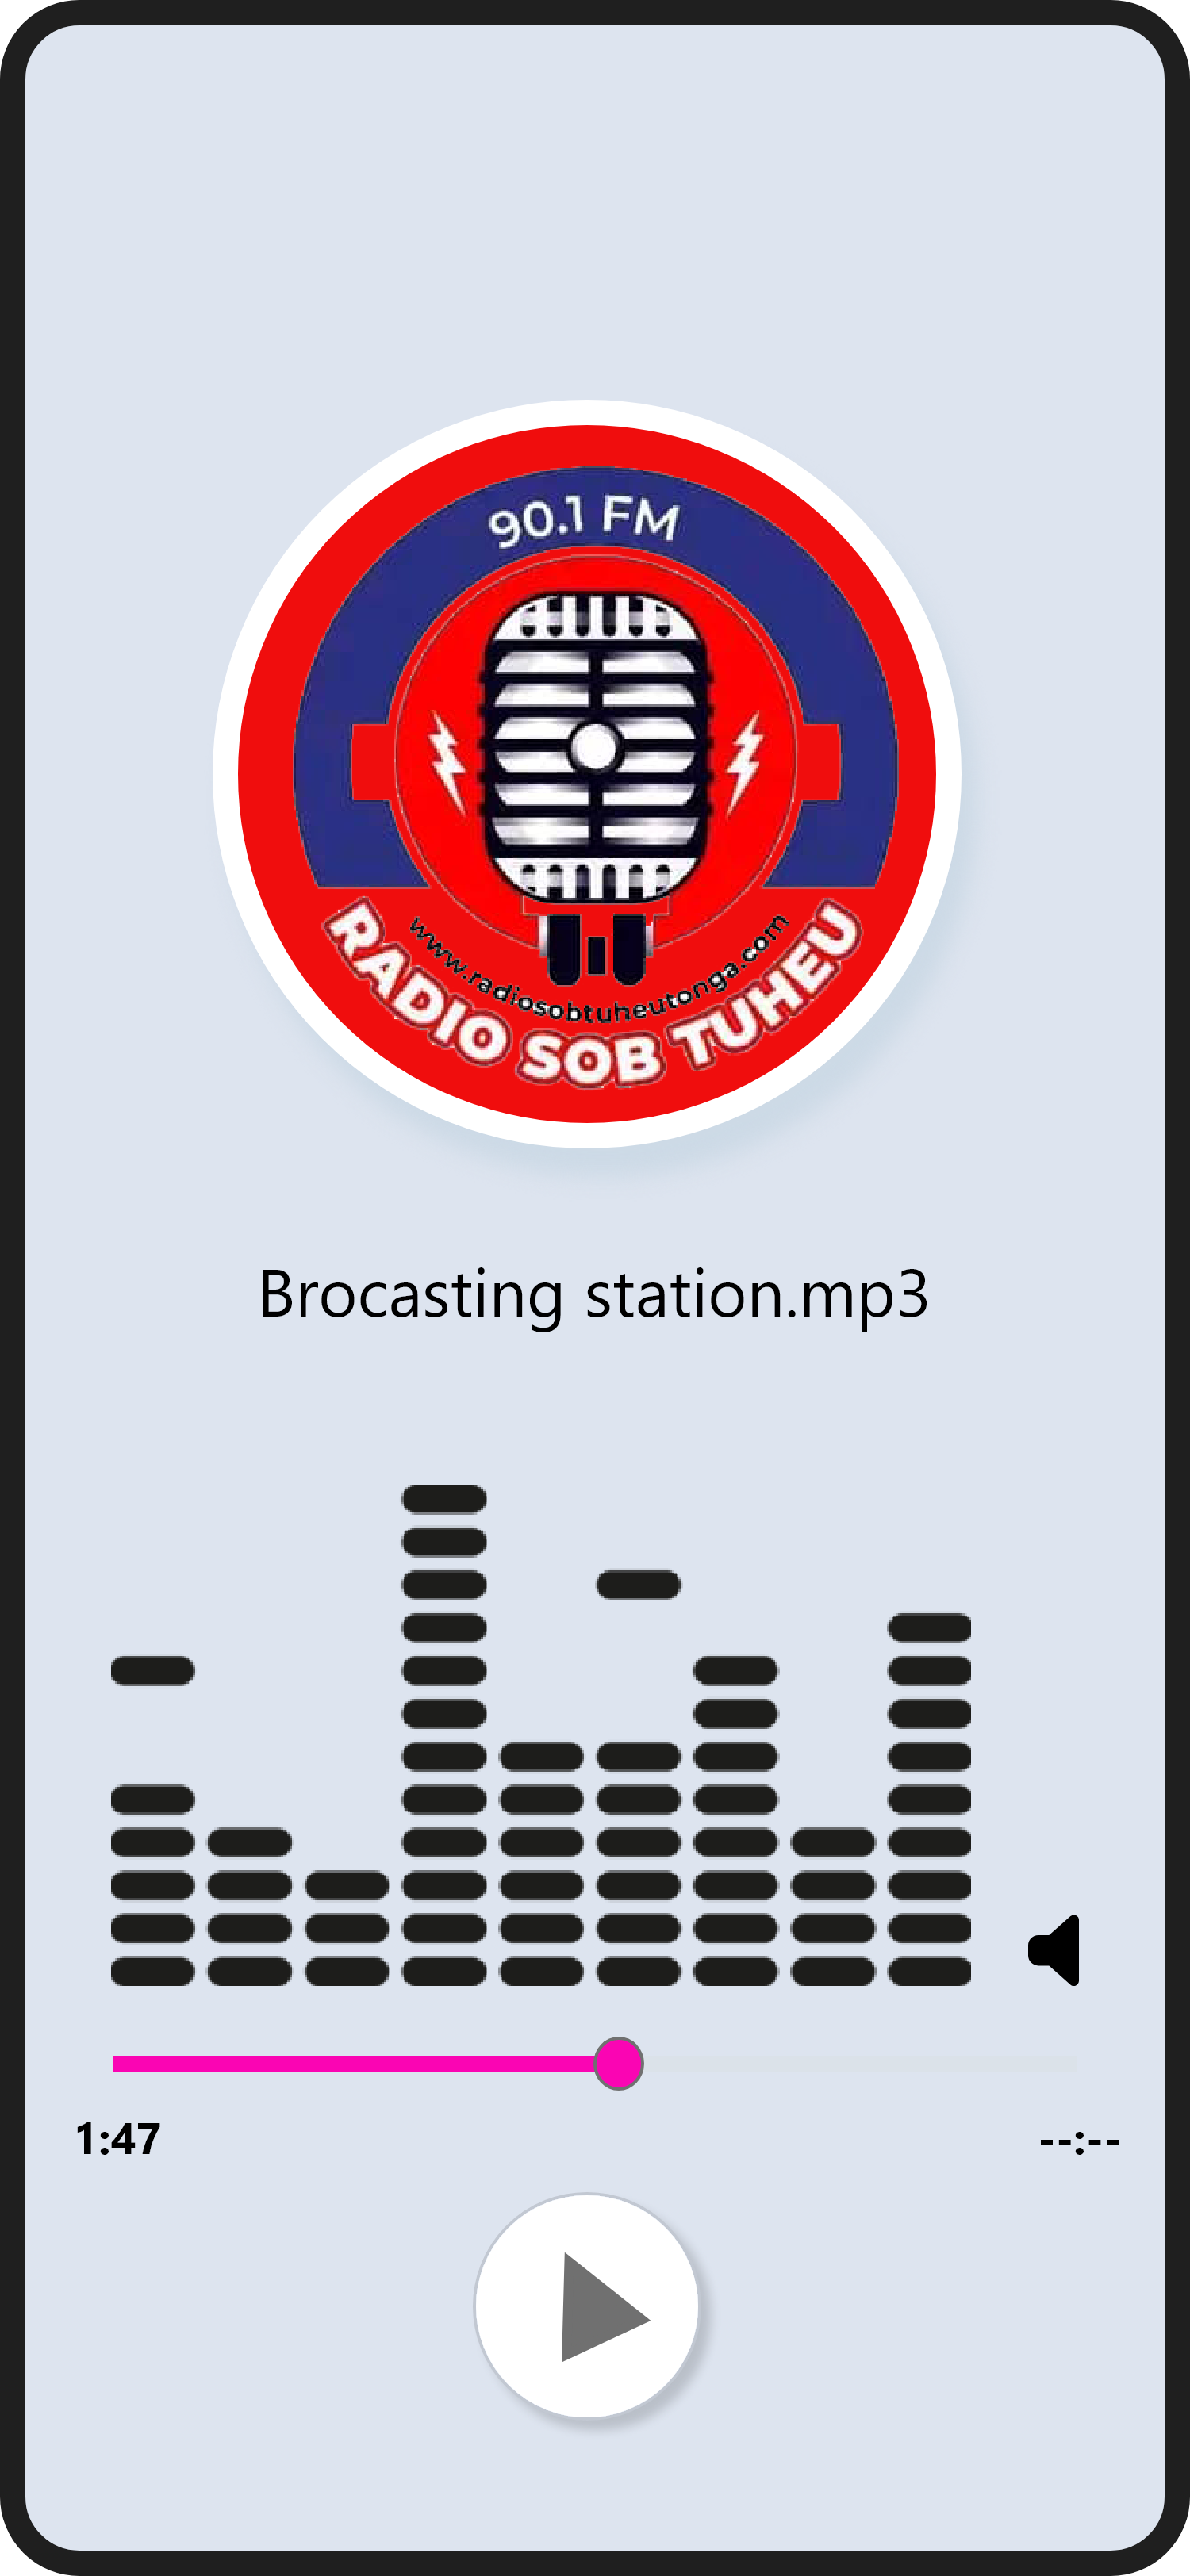 90.1 FM
www.radiosobtuheutonga.com
RADIO SOB TUHEU
Brocasting station.mp3
1:47
--:--